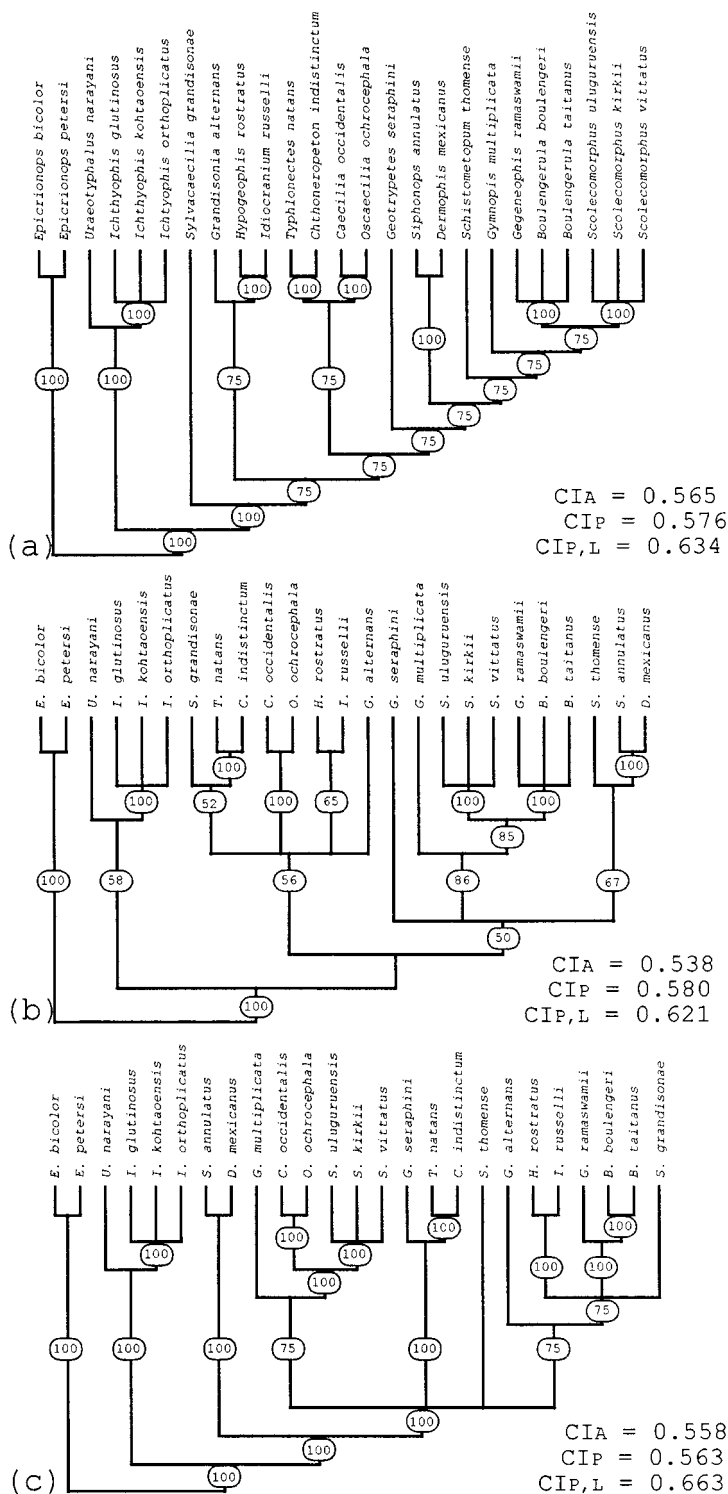 Epicrionops bicolor
Epicrionops petersi
Uraeotyphalus narayani
Ichthyophis glutinosus
Ichthyophis kohtaoensis
Ichtyophis orthoplicatus
Sylvacaecilia grandisonae
Grandisonia alternans
Hypogeophis rostratus
Idiocranium russelli
Typhlonectes natans
Chthoneropeton indistinctum
Caecilia occidentalis
Oscaecilia ochrocephala
Geotrypetes seraphini
Siphonops annulatus
Dermophis mexicanus
Schistometopum thomense
Gymnopis multiplicata
Gegeneophis ramaswamii
Boulengerula boulengeri
Boulengerula taitanus
Scolecomorphus uluguruensis
Scolecomorphus kirkii
Scolecomorphus vittatus
100 100 100 100
100 100 100
75
100 100 75 75 100 75
75
75
75
75
75
100
100
(a)
CIA = 0.565
CIP = 0.576
CIP,L = 0.634
E. bicolor
E. petersi
U. narayani
I. glutinosus
I. kohtaoensis
I. orthoplicatus
S. grandisonae
T. natans
C. indistinctum
C. occidentalis
O. ochrocephala
H. rostratus
I. russelli
G. alternans
G. seraphini
G. multiplicata
S. uluguruensis
S. kirkii
S. vittatus
G. ramaswamii
B. boulengeri
B. taitanus
S. thomense
S. annulatus
D. mexicanus
100 100
100 52 100 65 100 100
85
100 58 56 86 67
50
100
(b)
CIA = 0.538
CIP = 0.580
CIP,L = 0.621
E. bicolor
E. petersi
U. narayani
I. glutinosus
I. kohtaoensis
I. orthoplicatus
S. annulatus
D. mexicanus
G. multiplicata
C. occidentalis
O. ochrocephala
S. uluguruensis
S. kirkii
S. vittatus
G. seraphini
T. natans
C. indistinctum
S. thomense
G. alternans
H. rostratus
I. russelli
G. ramaswamii
B. boulengeri
B. taitanus
S. grandisonae
100 100
100 100 100
100 100 100
75
100 100 100 75 100 75
100
100
100
(c)
CIA = 0.558
CIP = 0.563
CIP,L = 0.663